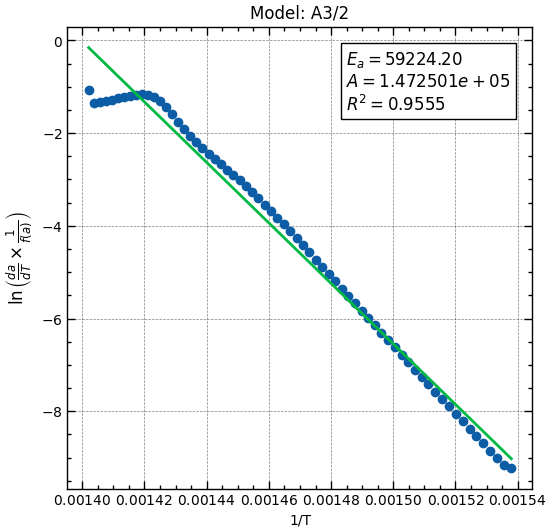 Model: A3/2
E_a = 59224.20
A = 1.472501e + 05
R^2 = 0.9555
ln(da/dT × 1/f(a))
0
−2
−4
−6
−8
0.00140 0.00142 0.00144 0.00146 0.00148 0.00150 0.00152 0.00154
1/T